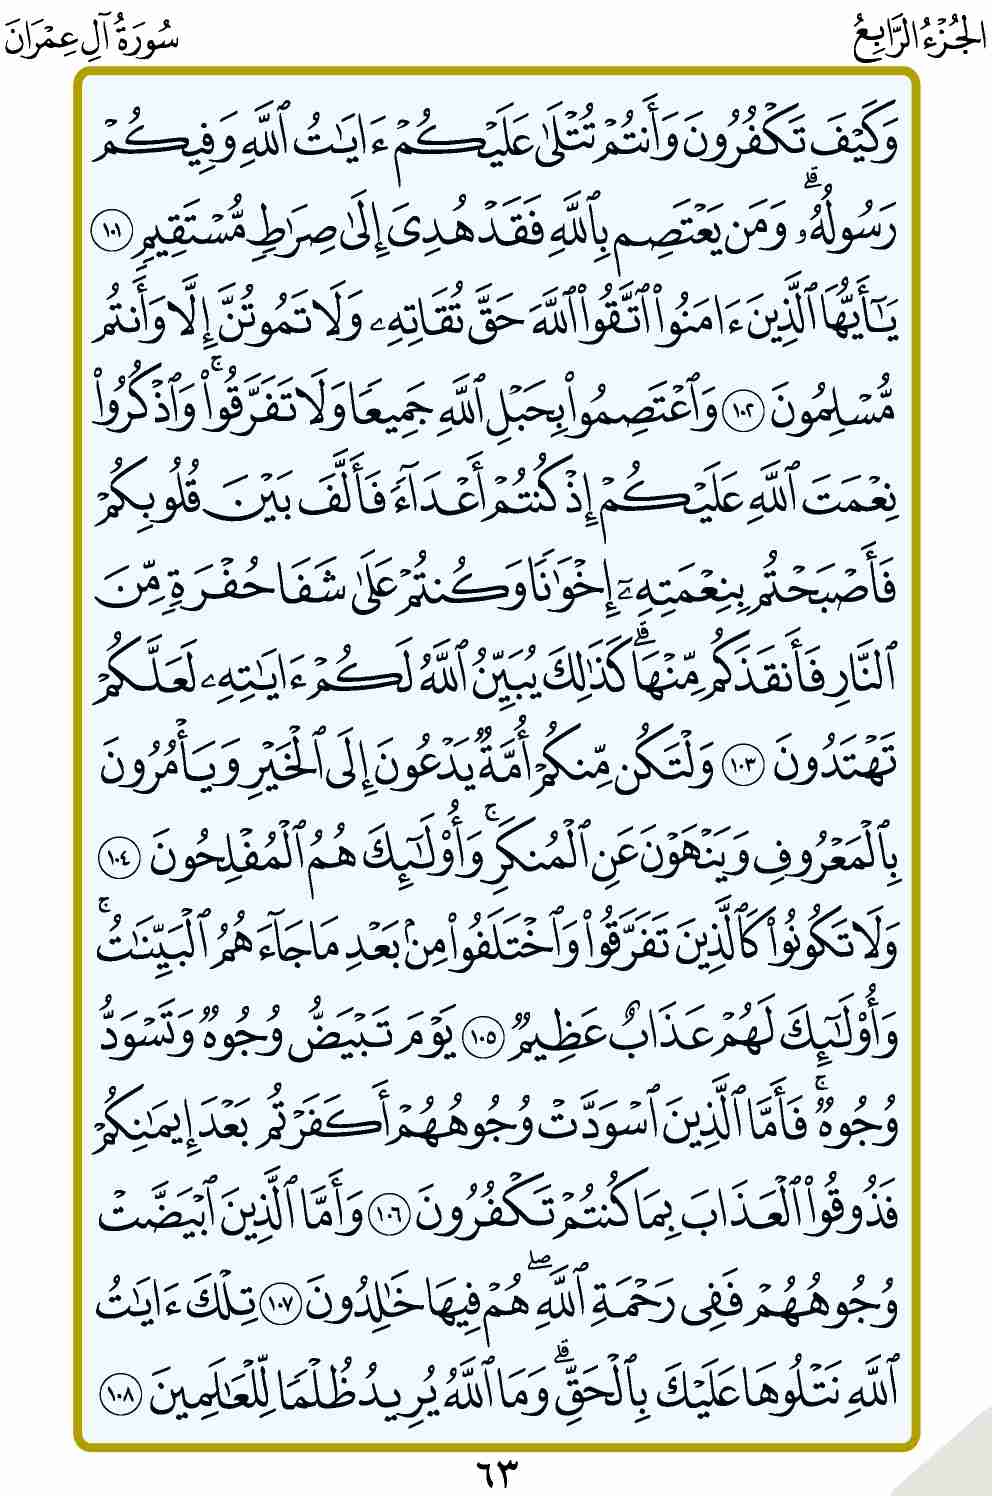 الجُزْءُ الرَّابِعُ
سُورَةُ آلِ عِمْرَانَ
وَكَيْفَ تَكْفُرُونَ وَأَنتُمْ تُتْلَىٰ عَلَيْكُمْ ءَايَٰتُ ٱللَّهِ وَفِيكُمْ
رَسُولُهُۥ ۗ وَمَن يَعْتَصِم بِٱللَّهِ فَقَدْ هُدِىَ إِلَىٰ صِرَٰطٍ مُّسْتَقِيمٍ ١٠١
يَٰٓأَيُّهَا ٱلَّذِينَ ءَامَنُوا۟ ٱتَّقُوا۟ ٱللَّهَ حَقَّ تُقَاتِهِۦ وَلَا تَمُوتُنَّ إِلَّا وَأَنتُم
مُّسْلِمُونَ ١٠٢ وَٱعْتَصِمُوا۟ بِحَبْلِ ٱللَّهِ جَمِيعًا وَلَا تَفَرَّقُوا۟ ۚ وَٱذْكُرُوا۟
نِعْمَتَ ٱللَّهِ عَلَيْكُمْ إِذْ كُنتُمْ أَعْدَآءً فَأَلَّفَ بَيْنَ قُلُوبِكُمْ
فَأَصْبَحْتُم بِنِعْمَتِهِۦٓ إِخْوَٰنًا وَكُنتُمْ عَلَىٰ شَفَا حُفْرَةٍ مِّنَ
ٱلنَّارِ فَأَنقَذَكُم مِّنْهَا ۗ كَذَٰلِكَ يُبَيِّنُ ٱللَّهُ لَكُمْ ءَايَٰتِهِۦ لَعَلَّكُمْ
تَهْتَدُونَ ١٠٣ وَلْتَكُن مِّنكُمْ أُمَّةٌ يَدْعُونَ إِلَى ٱلْخَيْرِ وَيَأْمُرُونَ
بِٱلْمَعْرُوفِ وَيَنْهَوْنَ عَنِ ٱلْمُنكَرِ ۚ وَأُو۟لَٰٓئِكَ هُمُ ٱلْمُفْلِحُونَ ١٠٤
وَلَا تَكُونُوا۟ كَٱلَّذِينَ تَفَرَّقُوا۟ وَٱخْتَلَفُوا۟ مِنۢ بَعْدِ مَا جَآءَهُمُ ٱلْبَيِّنَٰتُ ۚ
وَأُو۟لَٰٓئِكَ لَهُمْ عَذَابٌ عَظِيمٌ ١٠٥ يَوْمَ تَبْيَضُّ وُجُوهٌ وَتَسْوَدُّ
وُجُوهٌ ۚ فَأَمَّا ٱلَّذِينَ ٱسْوَدَّتْ وُجُوهُهُمْ أَكَفَرْتُم بَعْدَ إِيمَٰنِكُمْ
فَذُوقُوا۟ ٱلْعَذَابَ بِمَا كُنتُمْ تَكْفُرُونَ ١٠٦ وَأَمَّا ٱلَّذِينَ ٱبْيَضَّتْ
وُجُوهُهُمْ فَفِى رَحْمَةِ ٱللَّهِ ۖ هُمْ فِيهَا خَٰلِدُونَ ١٠٧ تِلْكَ ءَايَٰتُ
ٱللَّهِ نَتْلُوهَا عَلَيْكَ بِٱلْحَقِّ ۗ وَمَا ٱللَّهُ يُرِيدُ ظُلْمًا لِّلْعَٰلَمِينَ ١٠٨
٦٣